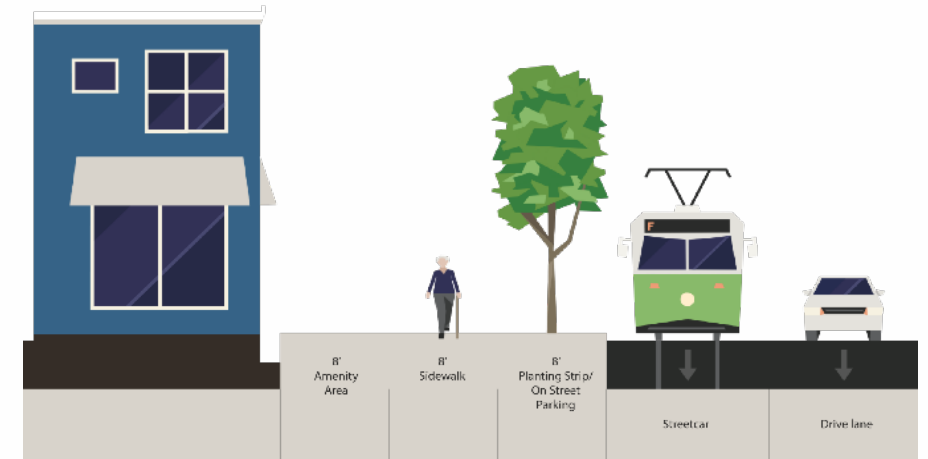 F
8'
Amenity
Area
8'
Sidewalk
8'
Planting Strip/
On Street
Parking
Streetcar
Drive lane